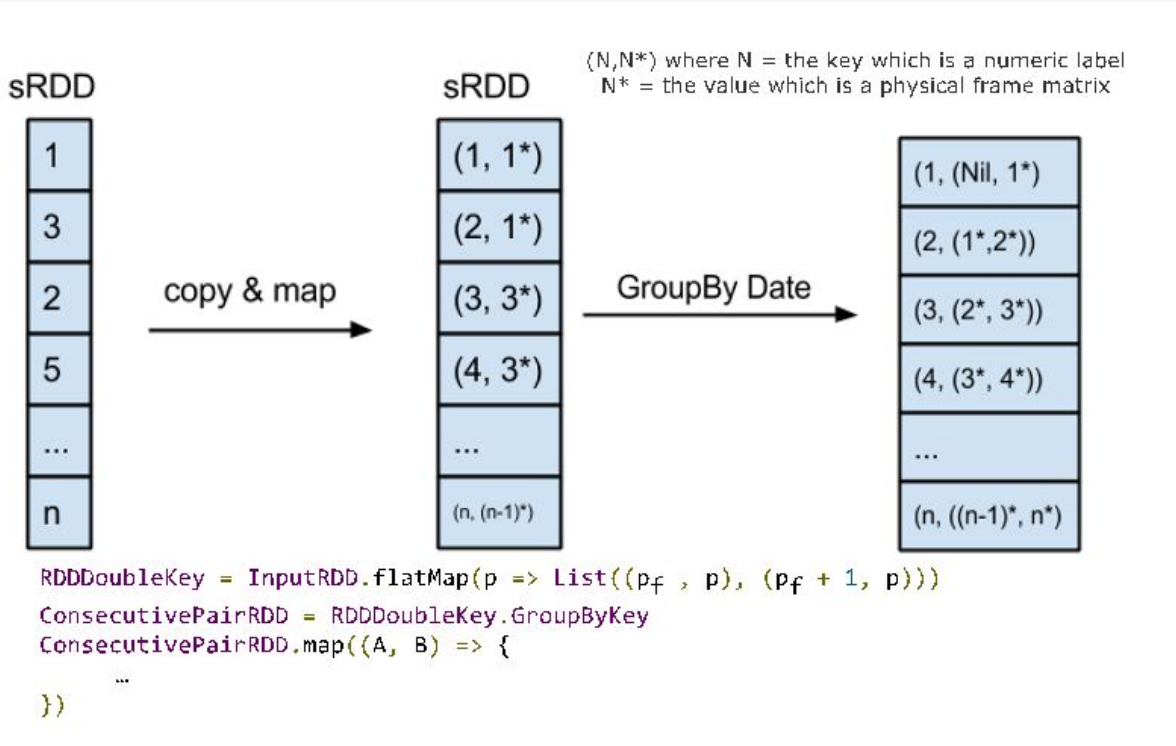 (N,N*) where N = the key which is a numeric label
N* = the value which is a physical frame matrix
sRDD
1
3
2
5
...
n
copy & map
sRDD
(1, 1*)
(2, 1*)
(3, 3*)
(4, 3*)
...
(n, (n-1)*)
GroupBy Date
(1, (Nil, 1*)
(2, (1*,2*))
(3, (2*, 3*))
(4, (3*, 4*))
...
(n, ((n-1)*, n*)
RDDDoubleKey = InputRDD.flatMap(p => List((pf , p), (pf + 1, p)))
ConsecutivePairRDD = RDDDoubleKey.GroupByKey
ConsecutivePairRDD.map((A, B) => {
…
})